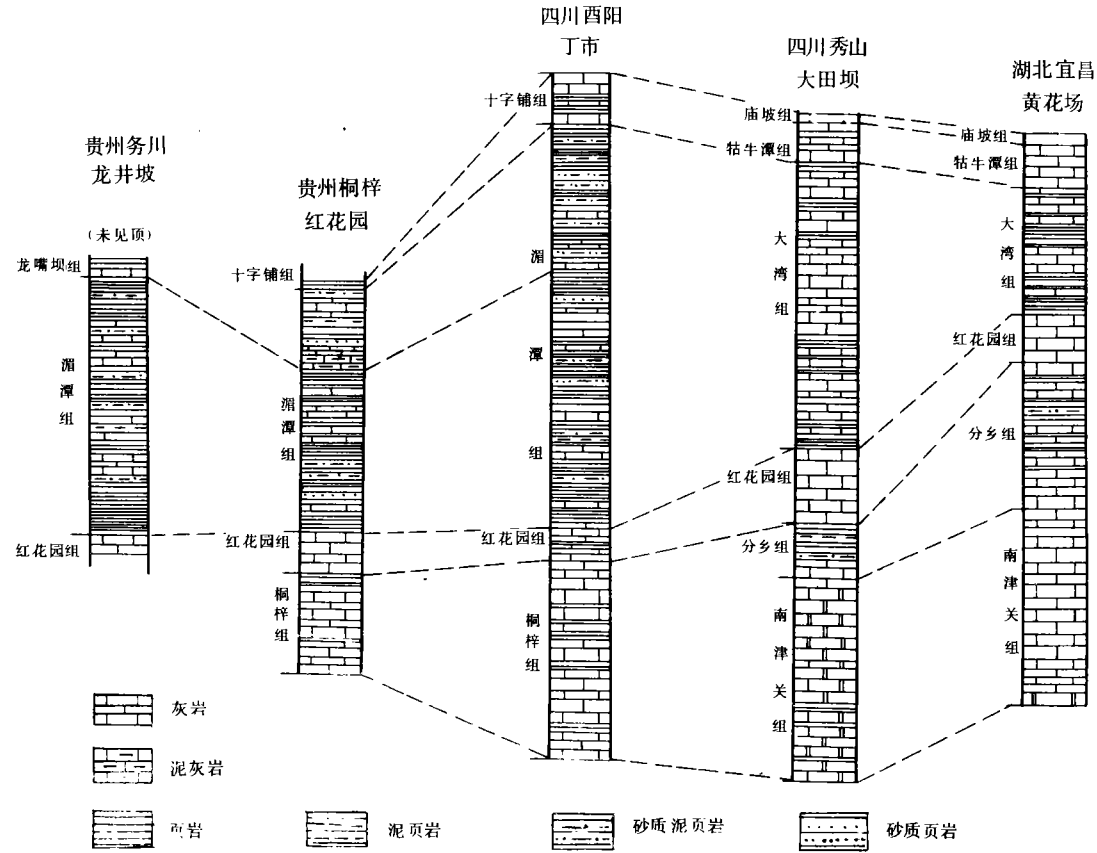 四川酉阳
丁市
四川秀山
大田坝
湖北宜昌
黄花场
贵州务川
龙井坡
(未见顶)
贵州桐梓
红花园
龙嘴坝组
湄潭组
红花园组
十字铺组
湄潭组
红花园组
桐梓组
十字铺组
湄潭组
红花园组
桐梓组
庙坡组
牯牛潭组
大湾组
红花园组
分乡组
南津关组
庙坡组
牯牛潭组
大湾组
红花园组
分乡组
南津关组
灰岩
泥灰岩
页岩
泥页岩
砂质泥页岩
砂质页岩